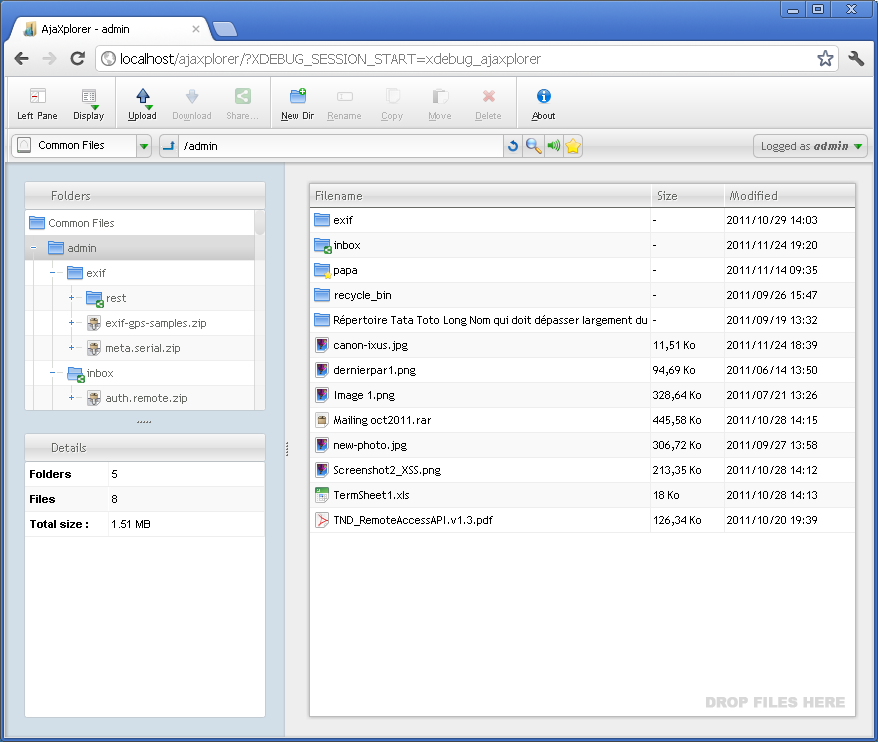 AjaXplorer - admin
localhost/ajaxplorer/?XDEBUG_SESSION_START=xdebug_ajaxplorer
Left Pane Display Upload Download Share... New Dir Rename Copy Move Delete About
Common Files /admin Logged as admin
Folders
Common Files
admin
exif
rest
exif-gps-samples.zip
meta.serial.zip
inbox
auth.remote.zip
Details
Folders 5
Files 8
Total size : 1.51 MB
Filename Size Modified
exif - 2011/10/29 14:03
inbox - 2011/11/24 19:20
papa - 2011/11/14 09:35
recycle_bin - 2011/09/26 15:47
Répertoire Tata Toto Long Nom qui doit dépasser largement du - 2011/09/19 13:32
canon-ixus.jpg 11,51 Ko 2011/11/24 18:39
dernierpar1.png 94,69 Ko 2011/06/14 13:50
Image 1.png 328,64 Ko 2011/07/21 13:26
Mailing oct2011.rar 445,58 Ko 2011/10/28 14:15
new-photo.jpg 306,72 Ko 2011/09/27 13:58
Screenshot2_XSS.png 213,35 Ko 2011/10/28 14:12
TermSheet1.xls 18 Ko 2011/10/28 14:13
TND_RemoteAccessAPI.v1.3.pdf 126,34 Ko 2011/10/20 19:39
DROP FILES HERE